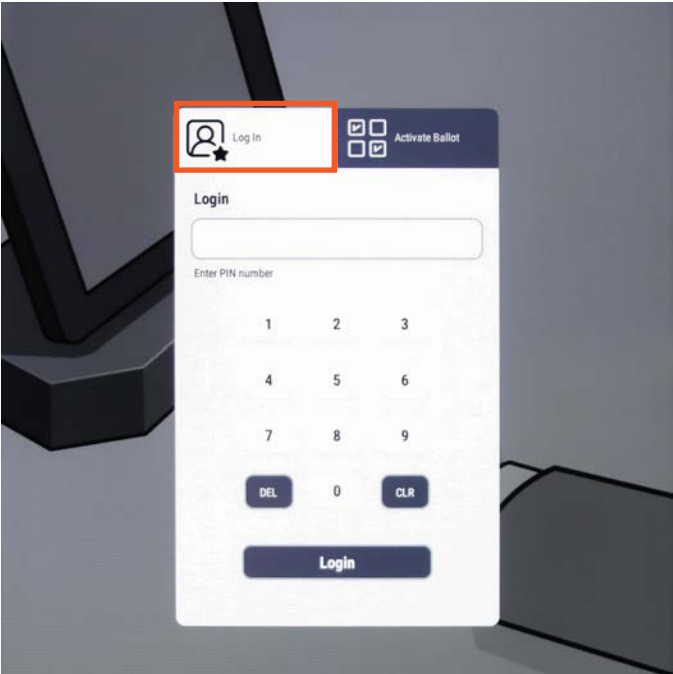 Log In
Activate Ballot
Login
Enter PIN number
1 2 3
4 5 6
7 8 9
DEL 0 CLR
Login